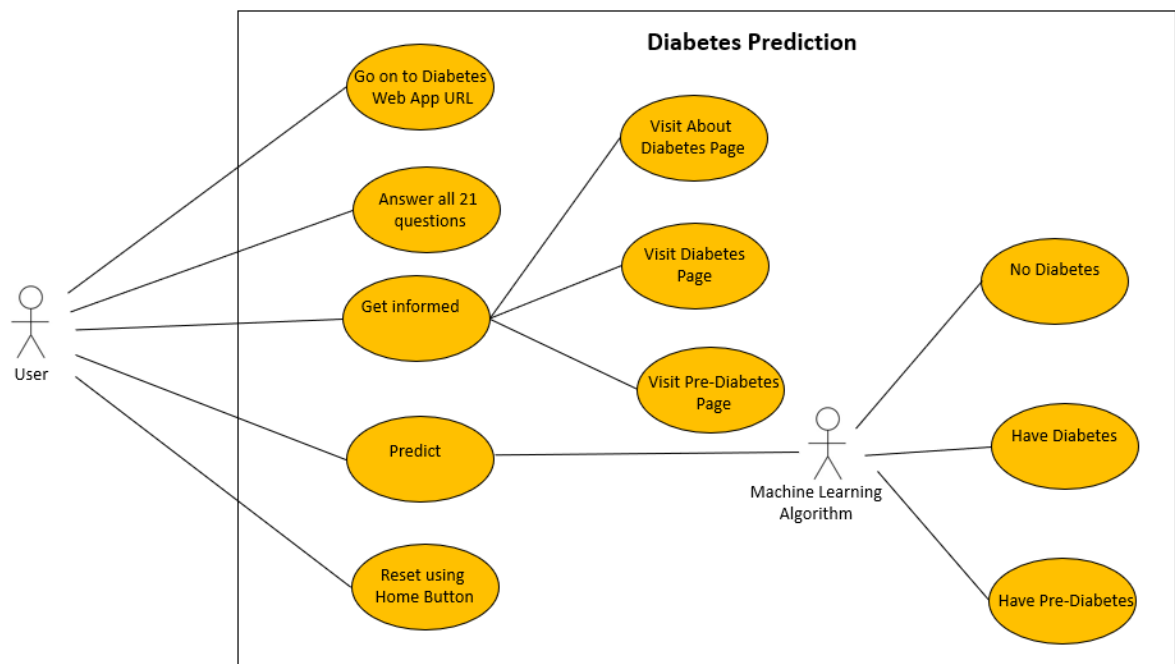 Diabetes Prediction
Go on to Diabetes
Web App URL
Visit About
Diabetes Page
Answer all 21
questions
Visit Diabetes
Page
No Diabetes
Get informed
User
Visit Pre-Diabetes
Page
Predict
Have Diabetes
Machine Learning
Algorithm
Reset using
Home Button
Have Pre-Diabetes